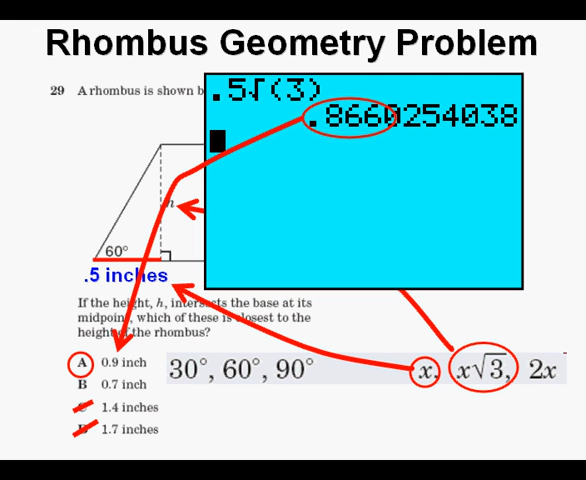 Rhombus Geometry Problem
29 A rhombus is shown b
.5√(3)
.8660254038
h
60°
.5 inches
If the height, h, intersects the base at its
midpoint, which of these is closest to the
height of the rhombus?
A 0.9 inch
B 0.7 inch
C 1.4 inches
D 1.7 inches
30°, 60°, 90°
x, x√3, 2x